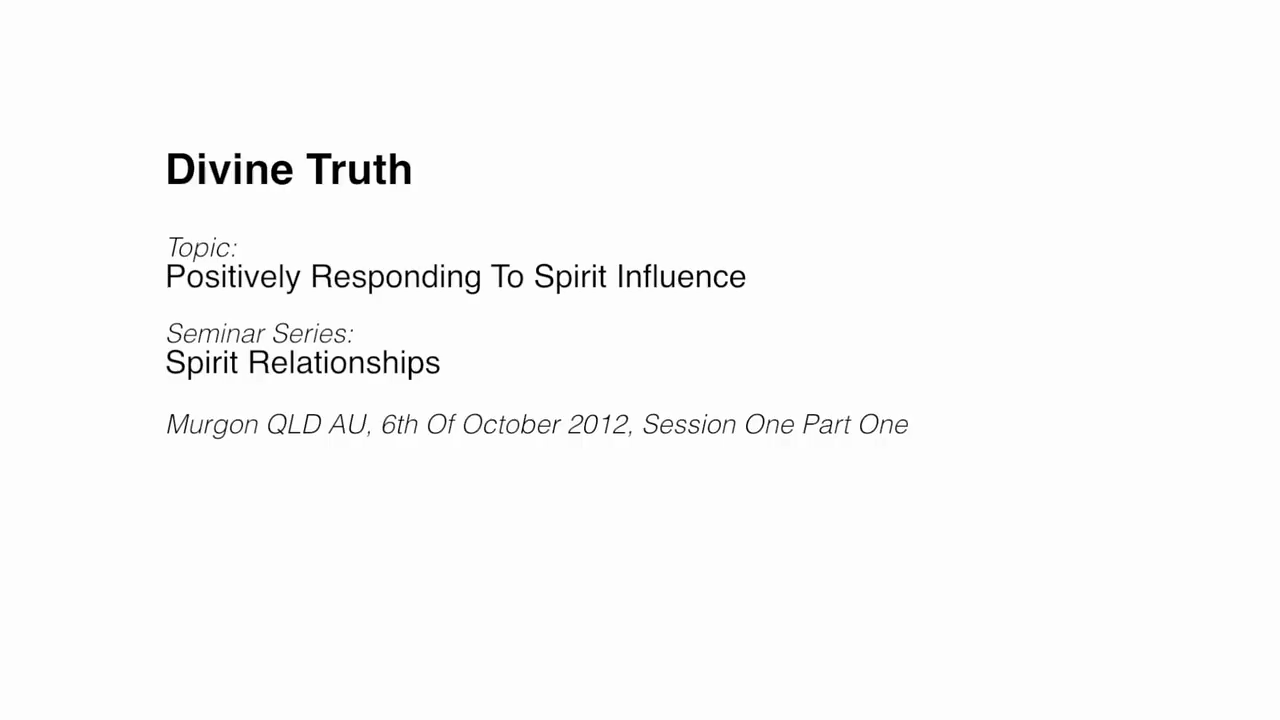 Divine Truth
Topic:
Positively Responding To Spirit Influence
Seminar Series:
Spirit Relationships
Murgon QLD AU, 6th Of October 2012, Session One Part One